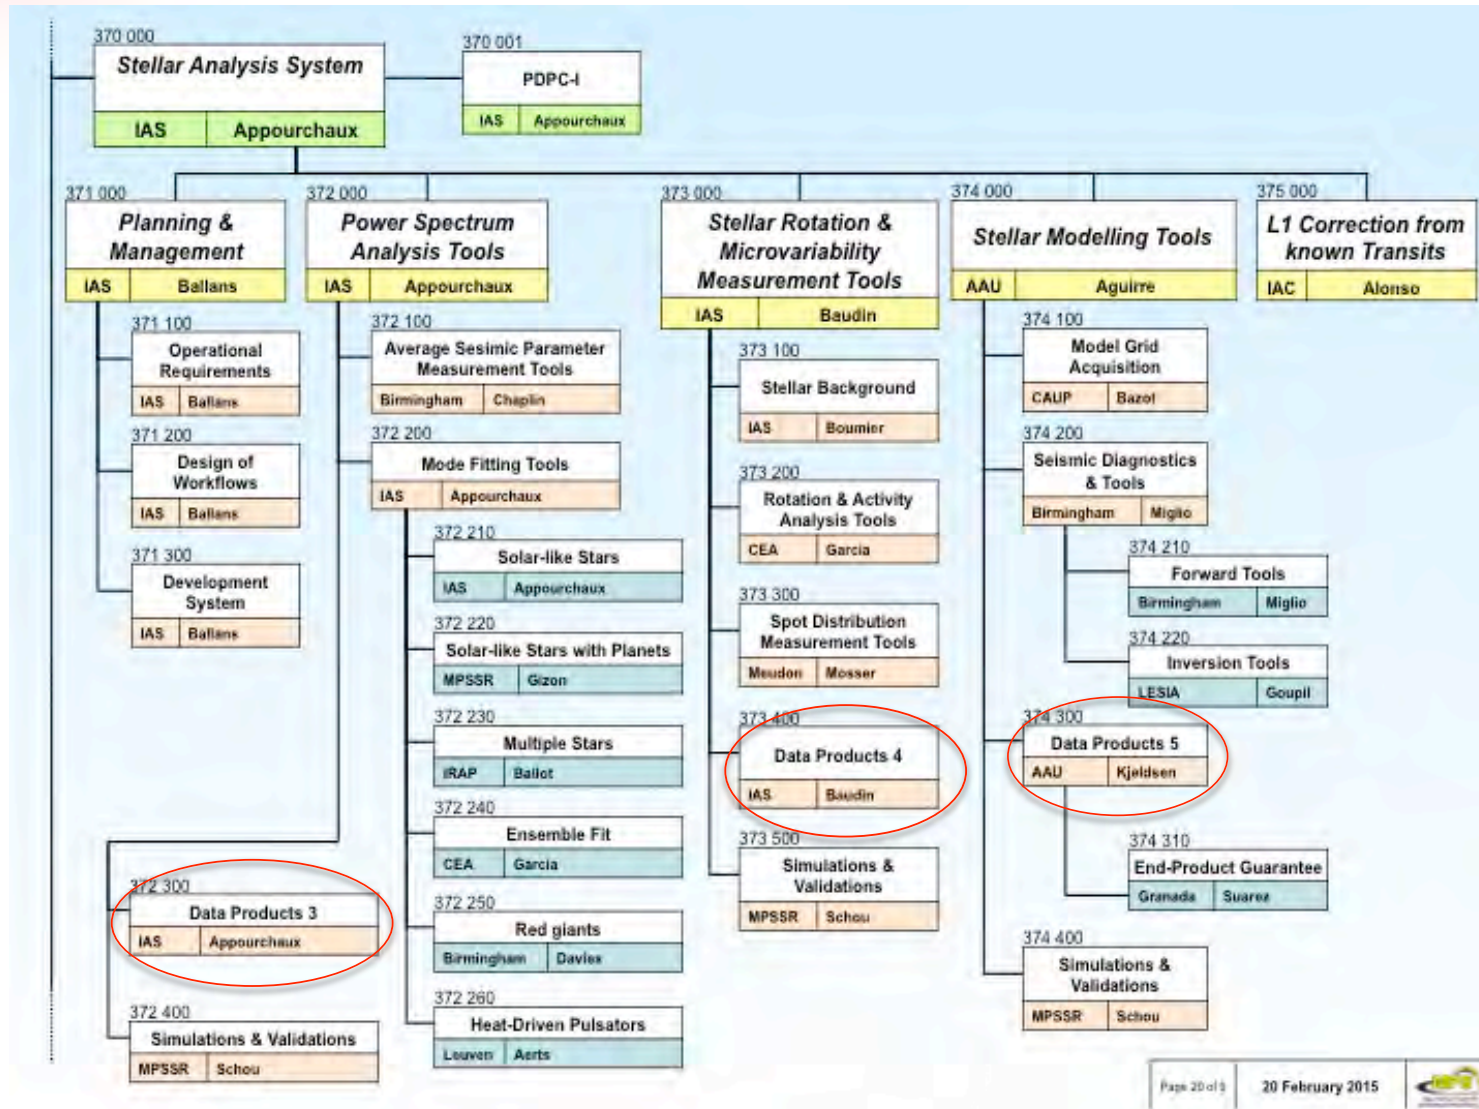 370 000
Stellar Analysis System
IAS Appourchaux
370 001
PDPC-I
IAS Appourchaux
371 000
Planning &
Management
IAS Ballans
371 100
Operational
Requirements
IAS Ballans
371 200
Design of
Workflows
IAS Ballans
371 300
Development
System
IAS Ballans
372 000
Power Spectrum
Analysis Tools
IAS Appourchaux
372 100
Average Sesimic Parameter
Measurement Tools
Birmingham Chaplin
372 200
Mode Fitting Tools
IAS Appourchaux
372 210
Solar-like Stars
IAS Appourchaux
372 220
Solar-like Stars with Planets
MPSSR Gizon
372 230
Multiple Stars
IRAP Ballot
372 240
Ensemble Fit
CEA Garcia
372 250
Red giants
Birmingham Davies
372 260
Heat-Driven Pulsators
Leuven Aerts
372 300
Data Products 3
IAS Appourchaux
372 400
Simulations & Validations
MPSSR Schou
373 000
Stellar Rotation &
Microvariability
Measurement Tools
IAS Baudin
373 100
Stellar Background
IAS Boumier
373 200
Rotation & Activity
Analysis Tools
CEA Garcia
373 300
Spot Distribution
Measurement Tools
Meudon Mosser
373 400
Data Products 4
IAS Baudin
373 500
Simulations &
Validations
MPSSR Schou
374 000
Stellar Modelling Tools
AAU Aguirre
374 100
Model Grid
Acquisition
CAUP Bazot
374 200
Seismic Diagnostics
& Tools
Birmingham Miglio
374 210
Forward Tools
Birmingham Miglio
374 220
Inversion Tools
LESIA Goupil
374 300
Data Products 5
AAU Kjeldsen
374 310
End-Product Guarantee
Granada Suarez
374 400
Simulations &
Validations
MPSSR Schou
375 000
L1 Correction from
known Transits
IAC Alonso
Page 20 of
20 February 2015